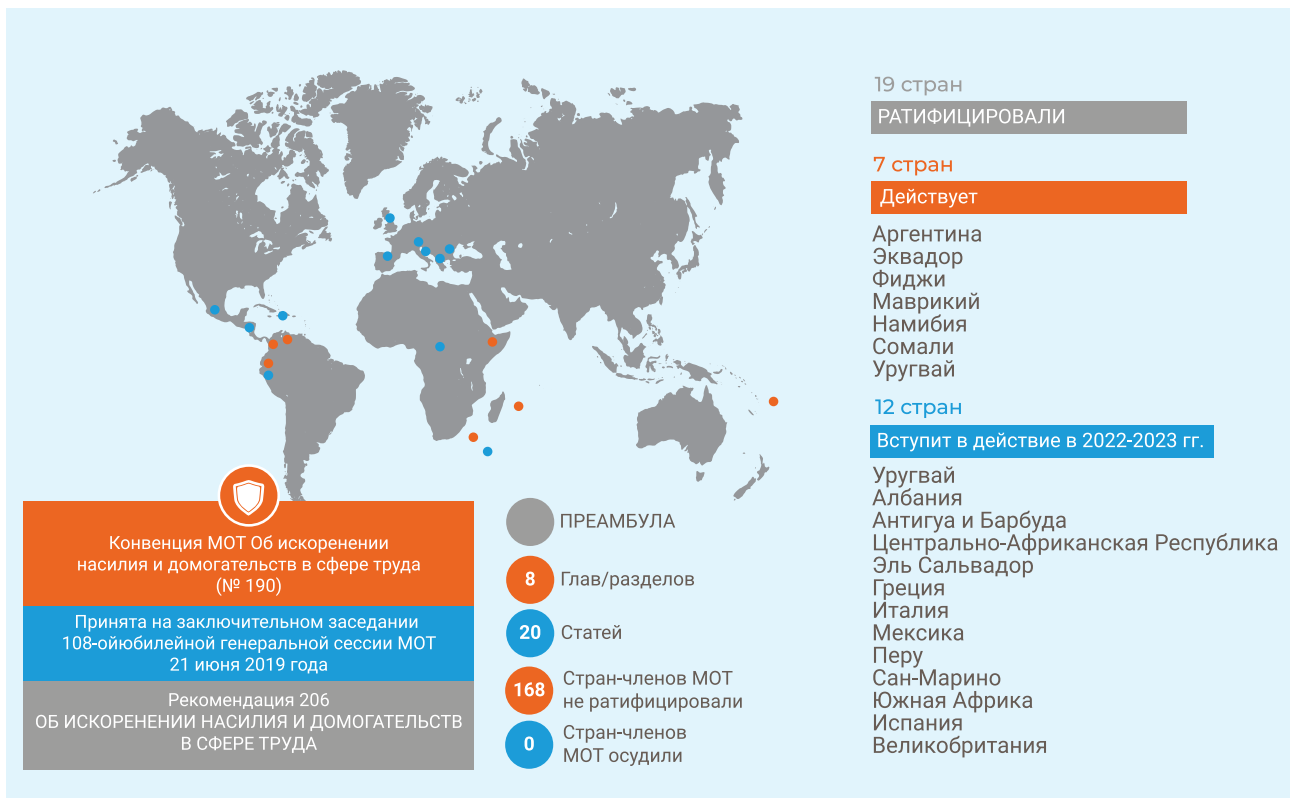 19 стран
РАТИФИЦИРОВАЛИ
7 стран
Действует
Аргентина
Эквадор
Фиджи
Маврикий
Намибия
Сомали
Уругвай
12 стран
Вступит в действие в 2022-2023 гг.
Уругвай
Албания
Антигуа и Барбуда
Центрально-Африканская Республика
Эль Сальвадор
Греция
Италия
Мексика
Перу
Сан-Марино
Южная Африка
Испания
Великобритания
Конвенция МОТ Об искоренении
насилия и домогательств в сфере труда
(№ 190)
Принята на заключительном заседании
108-ойюбилейной генеральной сессии МОТ
21 июня 2019 года
Рекомендация 206
ОБ ИСКОРЕНЕНИИ НАСИЛИЯ И ДОМОГАТЕЛЬСТВ
В СФЕРЕ ТРУДА
ПРЕАМБУЛА
8 Глав/разделов
20 Статей
168 Стран-членов МОТ
не ратифицировали
0 Стран-членов
МОТ осудили